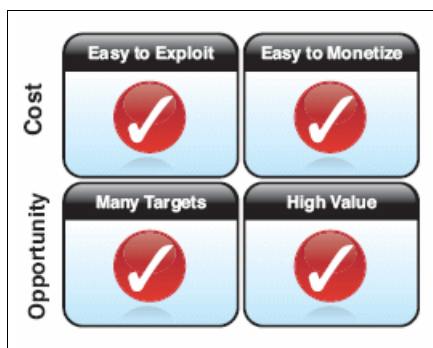 Cost
Easy to Exploit
Easy to Monetize
Opportunity
Many Targets
High Value